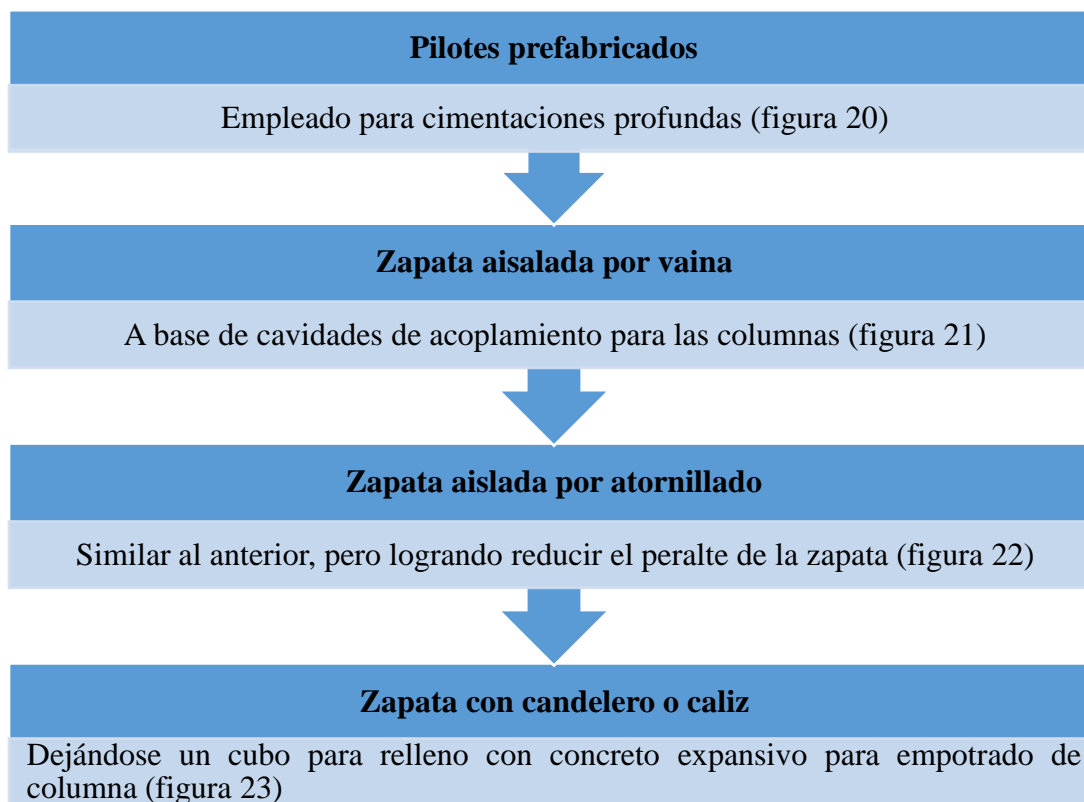 Pilotes prefabricados
Empleado para cimentaciones profundas (figura 20)
Zapata aisalada por vaina
A base de cavidades de acoplamiento para las columnas (figura 21)
Zapata aislada por atornillado
Similar al anterior, pero logrando reducir el peralte de la zapata (figura 22)
Zapata con candelero o caliz
Dejándose un cubo para relleno con concreto expansivo para empotrado de
columna (figura 23)